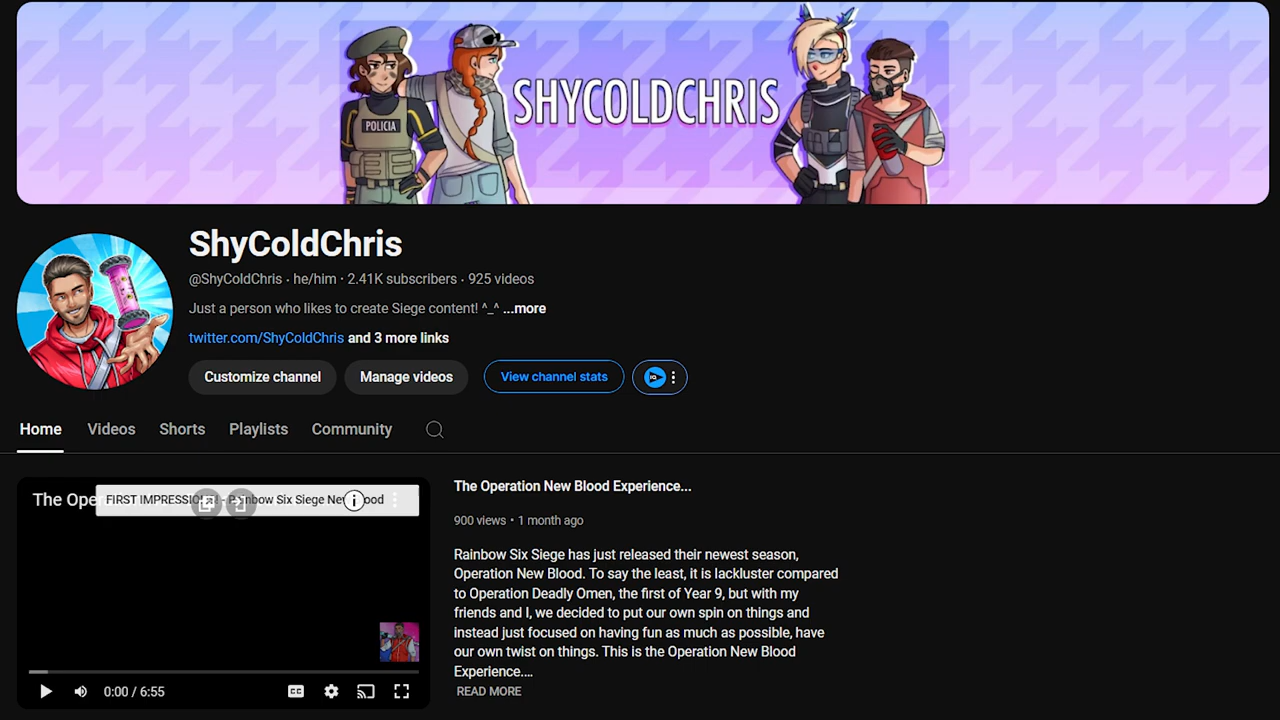 POLICIA
SHYCOLDCHRIS
ShyColdChris
@ShyColdChris · he/him · 2.41K subscribers · 925 videos
Just a person who likes to create Siege content! ^_^ ...more
twitter.com/ShyColdChris and 3 more links
Customize channel
Manage videos
View channel stats
Home
Videos
Shorts
Playlists
Community
The Ope
FIRST IMPRESSIO - R nbow Six Siege Ne ood
0:00 / 6:55
CC
The Operation New Blood Experience...
900 views · 1 month ago
Rainbow Six Siege has just released their newest season,
Operation New Blood. To say the least, it is lackluster compared
to Operation Deadly Omen, the first of Year 9, but with my
friends and I, we decided to put our own spin on things and
instead just focused on having fun as much as possible, have
our own twist on things. This is the Operation New Blood
Experience....
READ MORE